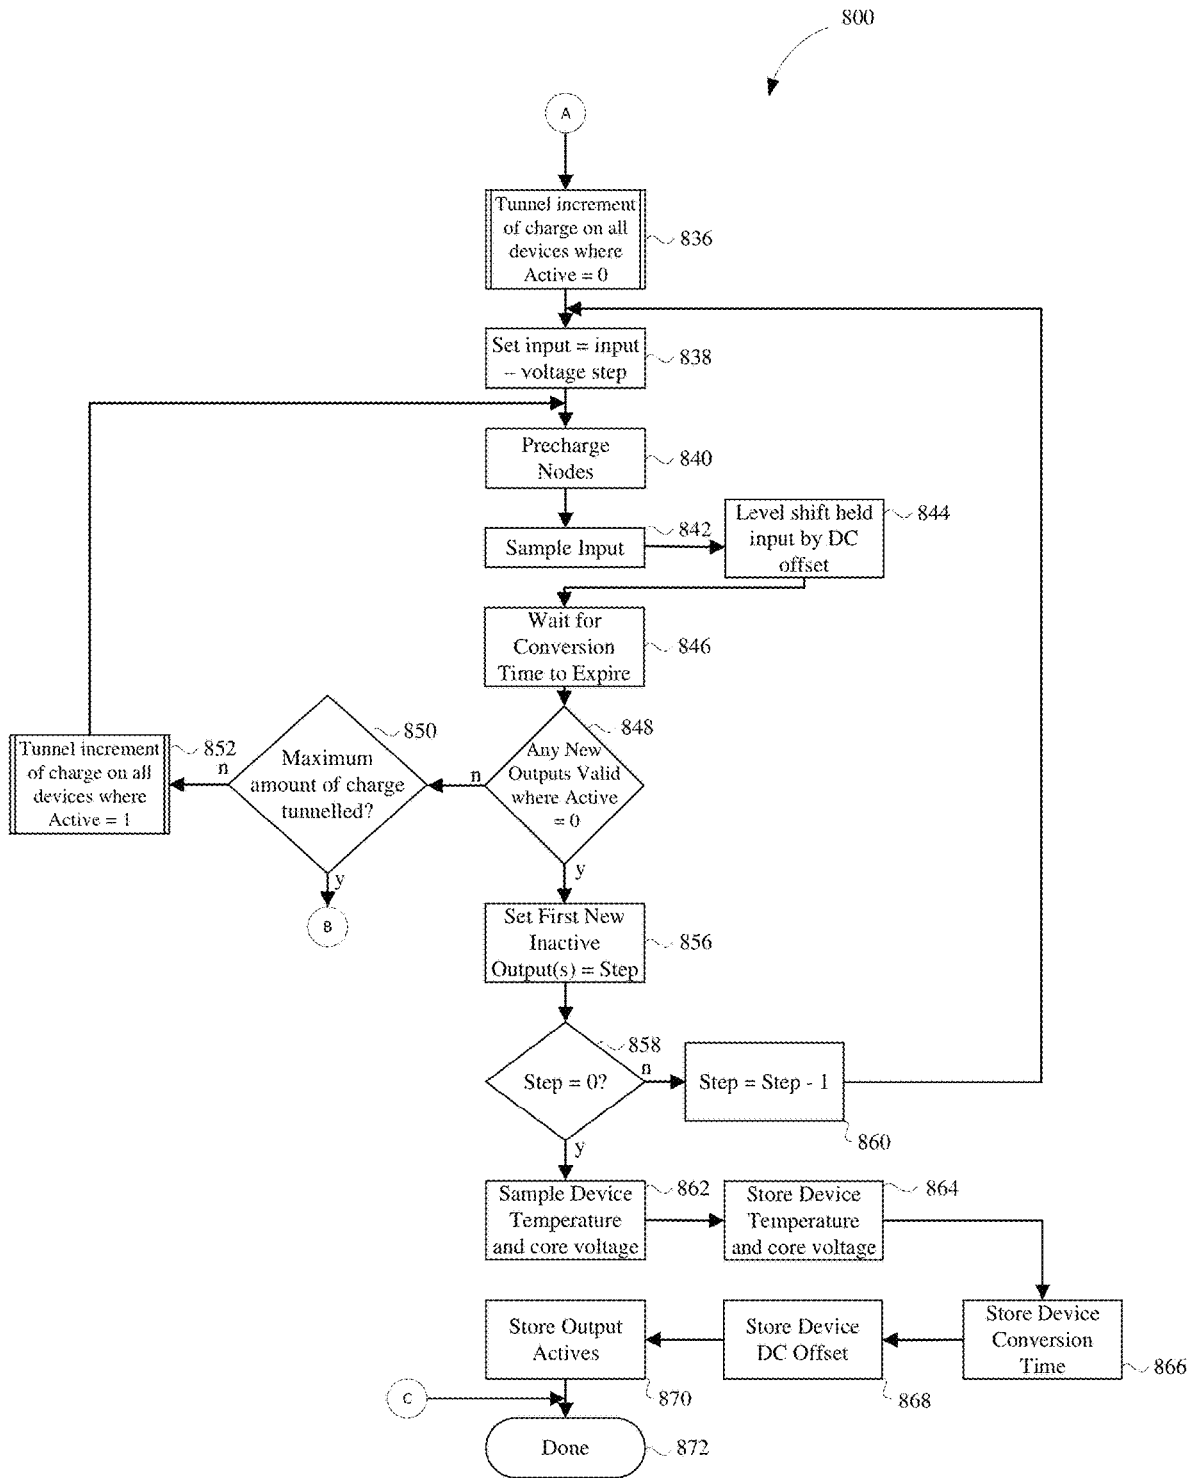 800
A
Tunnel increment
of charge on all
devices where
Active = 0
836
Set input = input
– voltage step
838
Precharge
Nodes
840
Sample Input
842
Level shift held
input by DC
offset
844
Wait for
Conversion
Time to Expire
846
Any New
Outputs Valid
where Active
= 0
848
n
y
Maximum
amount of charge
tunnelled?
850
n
y
Tunnel increment
of charge on all
devices where
Active = 1
852
B
Set First New
Inactive
Output(s) = Step
856
Step = 0?
858
n
y
Step = Step - 1
860
Sample Device
Temperature
and core voltage
862
Store Device
Temperature
and core voltage
864
Store Device
Conversion
Time
866
Store Device
DC Offset
868
Store Output
Actives
870
C
Done
872